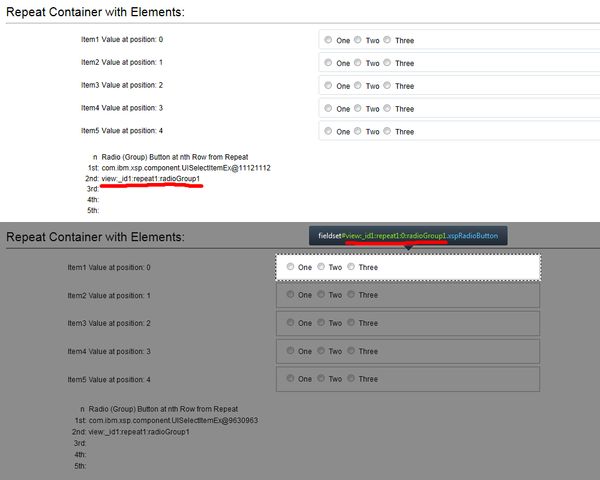 Repeat Container with Elements:
Item1 Value at position: 0 One Two Three
Item2 Value at position: 1 One Two Three
Item3 Value at position: 2 One Two Three
Item4 Value at position: 3 One Two Three
Item5 Value at position: 4 One Two Three
n Radio (Group) Button at nth Row from Repeat
1st: com.ibm.xsp.component.UISelectItemEx@11121112
2nd: view:_id1:repeat1:radioGroup1
3rd:
4th:
5th:
fieldset#view:_id1:repeat1:0:radioGroup1.xspRadioButton
Repeat Container with Elements:
Item1 Value at position: 0 One Two Three
Item2 Value at position: 1 One Two Three
Item3 Value at position: 2 One Two Three
Item4 Value at position: 3 One Two Three
Item5 Value at position: 4 One Two Three
n Radio (Group) Button at nth Row from Repeat
1st: com.ibm.xsp.component.UISelectItemEx@9630963
2nd: view:_id1:repeat1:radioGroup1
3rd:
4th:
5th: